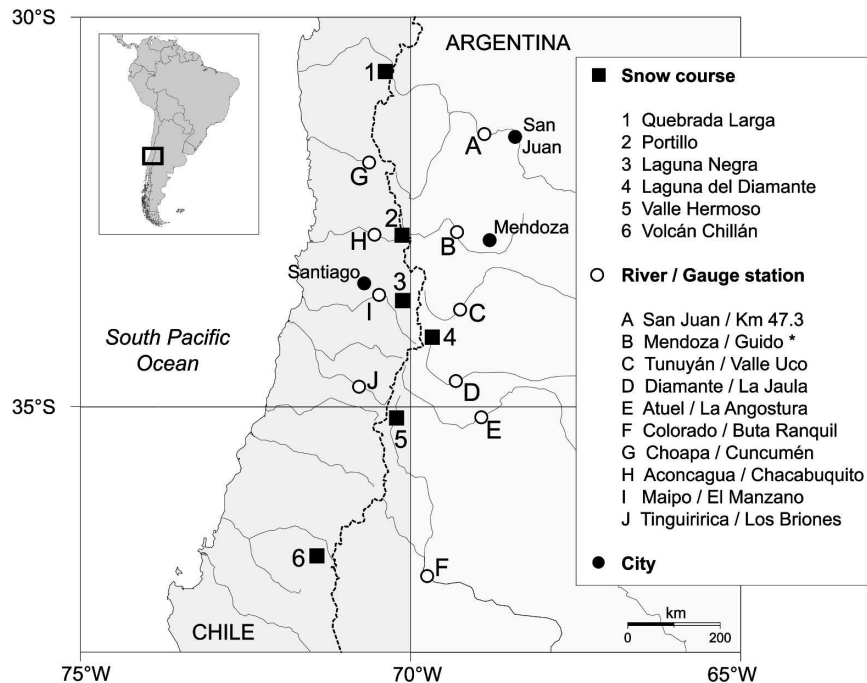 30°S
35°S
75°W
70°W
65°W
ARGENTINA
CHILE
South Pacific
Ocean
San
Juan
Mendoza
Santiago
1
2
3
4
5
6
A
B
C
D
E
F
G
H
I
J
Snow course
1 Quebrada Larga
2 Portillo
3 Laguna Negra
4 Laguna del Diamante
5 Valle Hermoso
6 Volcán Chillán
River / Gauge station
A San Juan / Km 47.3
B Mendoza / Guido *
C Tunuyán / Valle Uco
D Diamante / La Jaula
E Atuel / La Angostura
F Colorado / Buta Ranquil
G Choapa / Cuncumén
H Aconcagua / Chacabuquito
I Maipo / El Manzano
J Tinguiririca / Los Briones
City
km
0 200